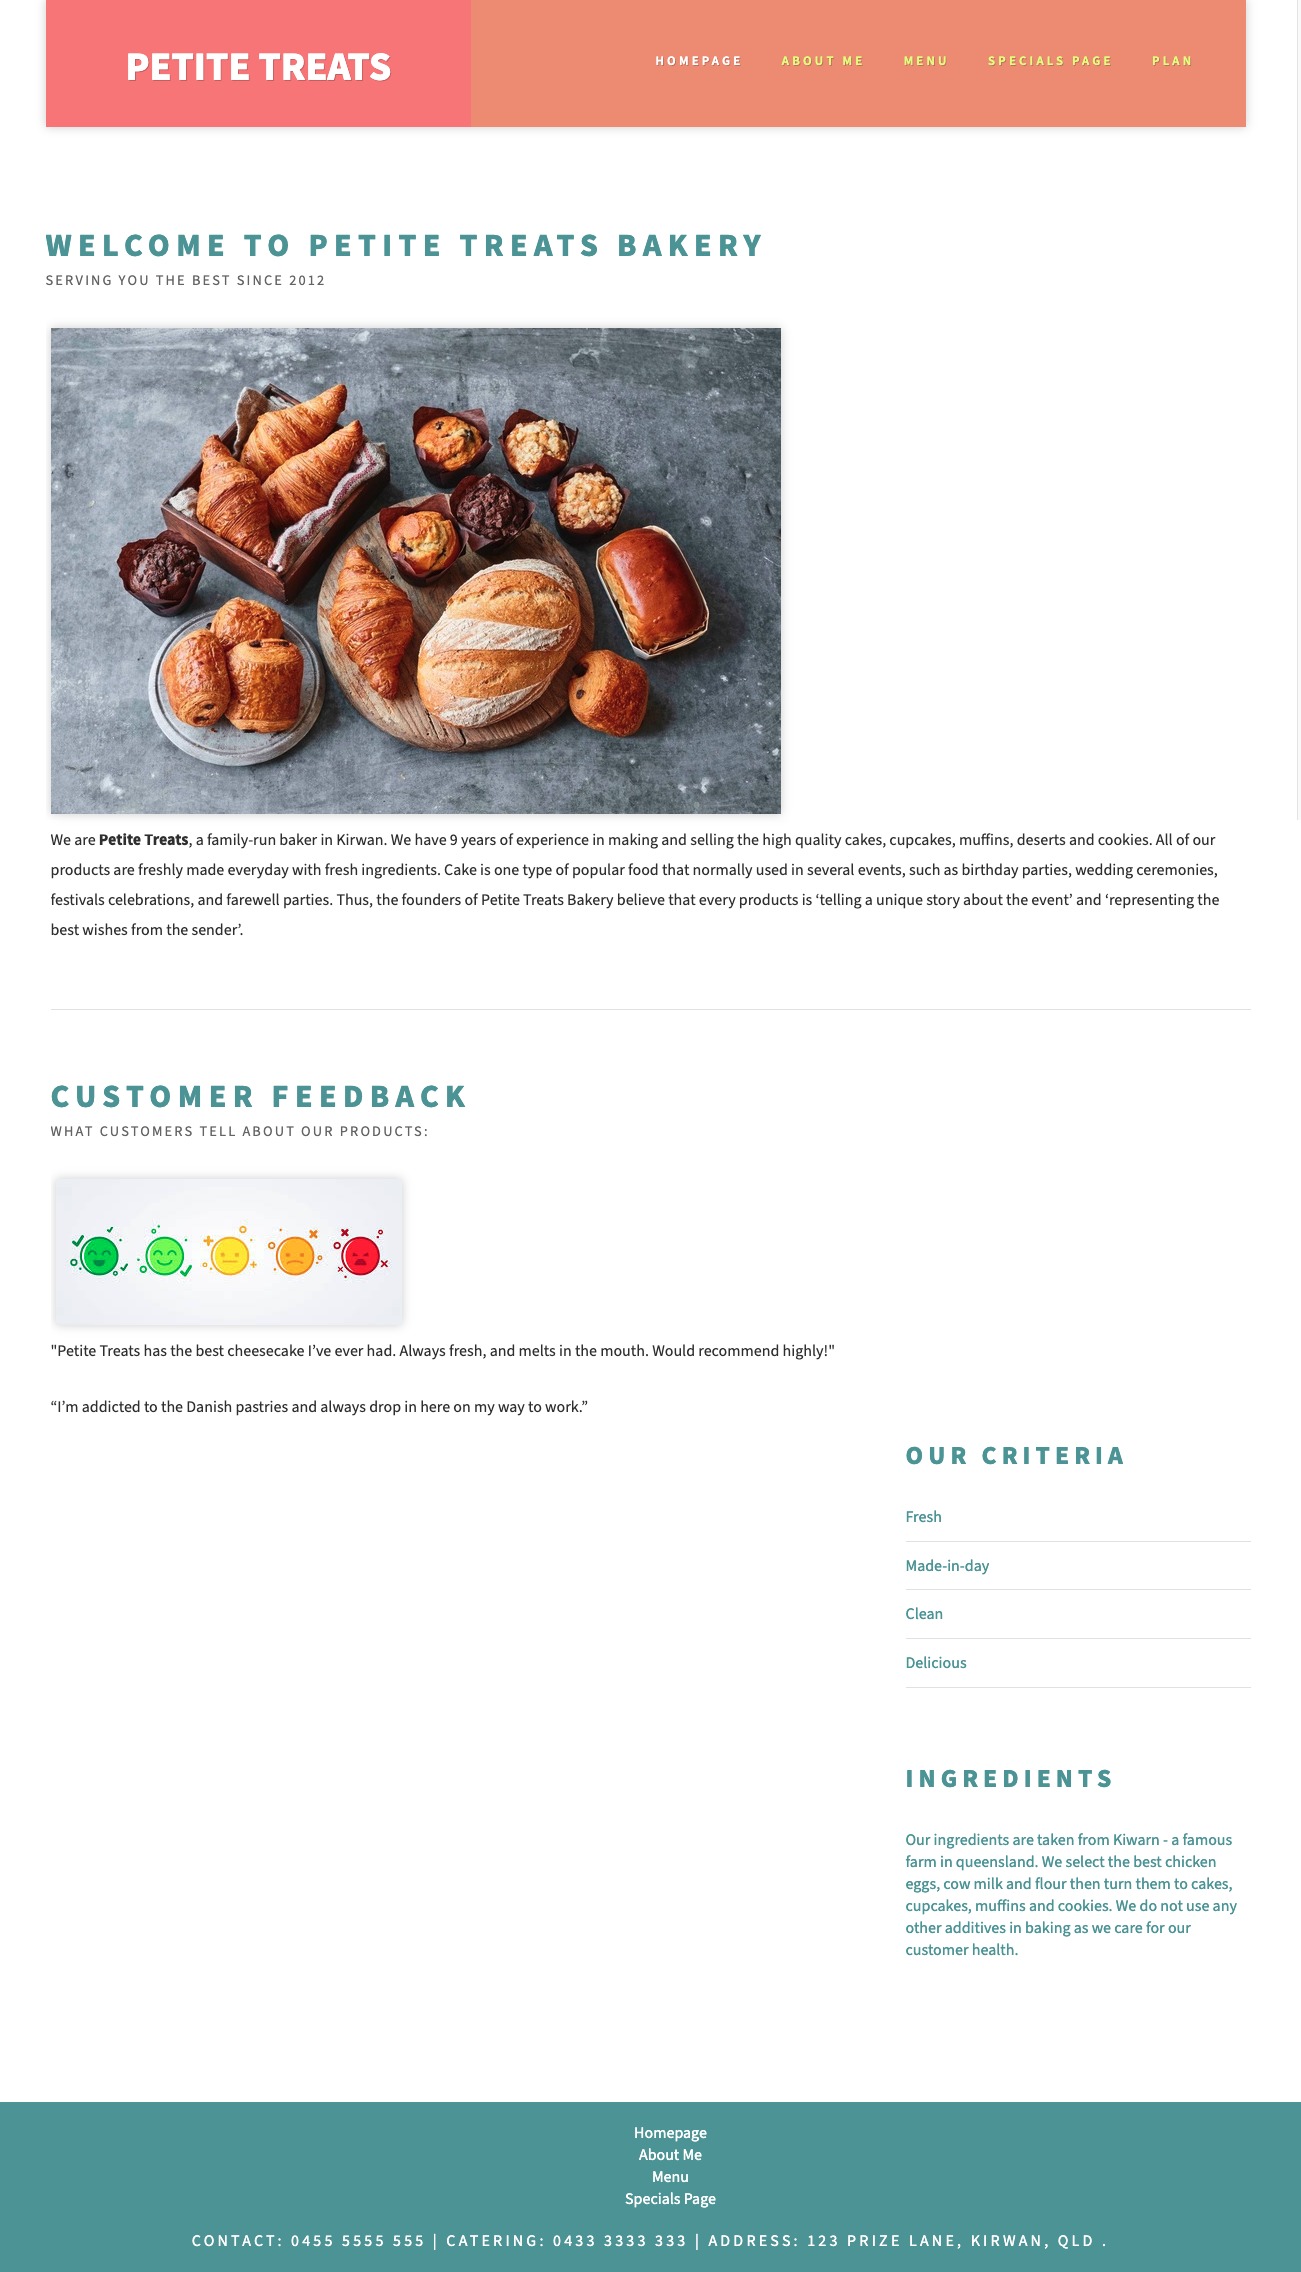 PETITE TREATS
HOMEPAGE ABOUT ME MENU SPECIALS PAGE PLAN
WELCOME TO PETITE TREATS BAKERY
SERVING YOU THE BEST SINCE 2012
We are Petite Treats, a family-run baker in Kirwan. We have 9 years of experience in making and selling the high quality cakes, cupcakes, muffins, deserts and cookies. All of our
products are freshly made everyday with fresh ingredients. Cake is one type of popular food that normally used in several events, such as birthday parties, wedding ceremonies,
festivals celebrations, and farewell parties. Thus, the founders of Petite Treats Bakery believe that every products is ‘telling a unique story about the event’ and ‘representing the
best wishes from the sender’.
CUSTOMER FEEDBACK
WHAT CUSTOMERS TELL ABOUT OUR PRODUCTS:
"Petite Treats has the best cheesecake I’ve ever had. Always fresh, and melts in the mouth. Would recommend highly!"
“I’m addicted to the Danish pastries and always drop in here on my way to work.”
OUR CRITERIA
Fresh
Made-in-day
Clean
Delicious
INGREDIENTS
Our ingredients are taken from Kiwarn - a famous
farm in queensland. We select the best chicken
eggs, cow milk and flour then turn them to cakes,
cupcakes, muffins and cookies. We do not use any
other additives in baking as we care for our
customer health.
Homepage
About Me
Menu
Specials Page
CONTACT: 0455 5555 555 | CATERING: 0433 3333 333 | ADDRESS: 123 PRIZE LANE, KIRWAN, QLD .